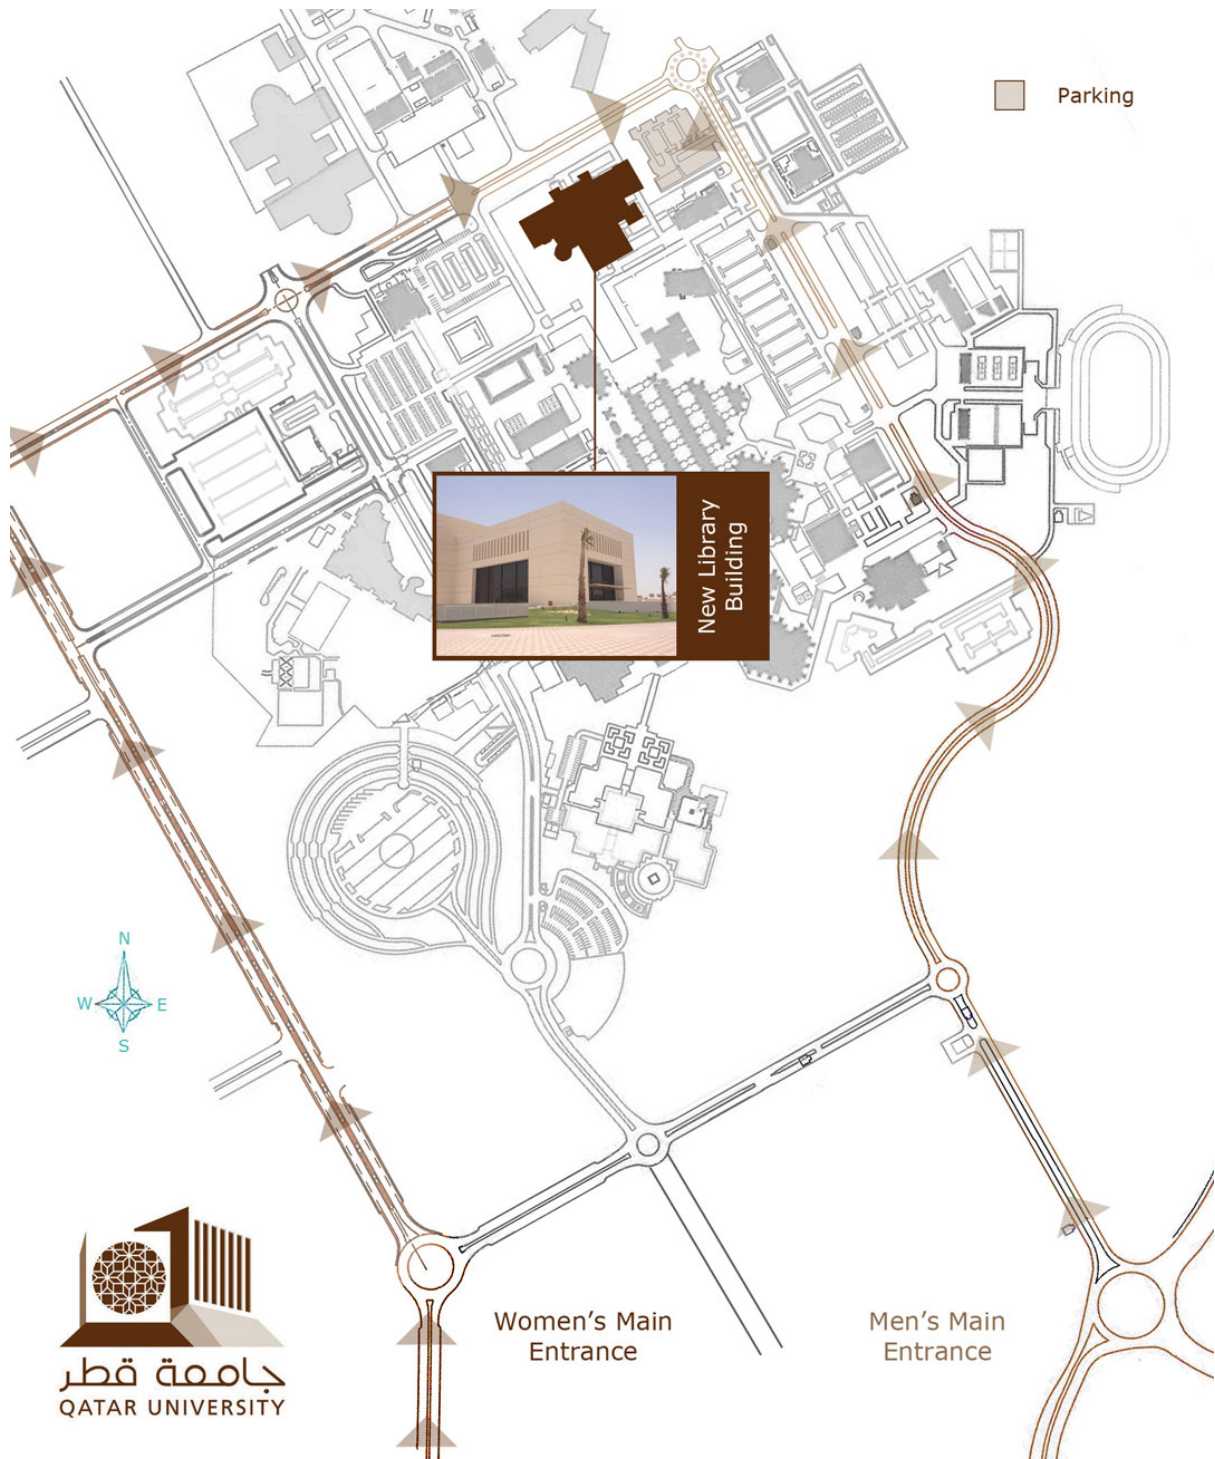 Parking
New Library
Building
N
W E
S
Women's Main
Entrance
Men's Main
Entrance
جامعة قطر
QATAR UNIVERSITY